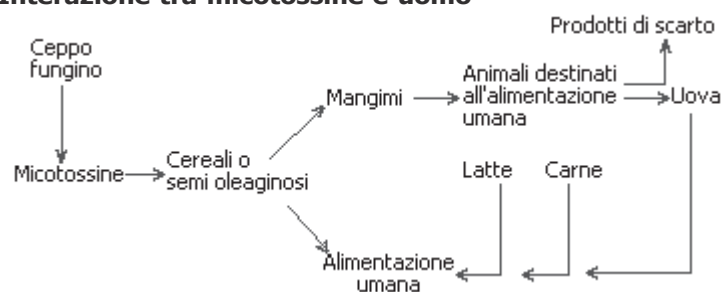 Interazione tra micotossine e uomo
Prodotti di scarto
Ceppo
fungino
Animali destinati
all'alimentazione
umana
Mangimi
Uova
Micotossine
Cereali o
semi oleaginosi
Latte
Carne
Alimentazione
umana